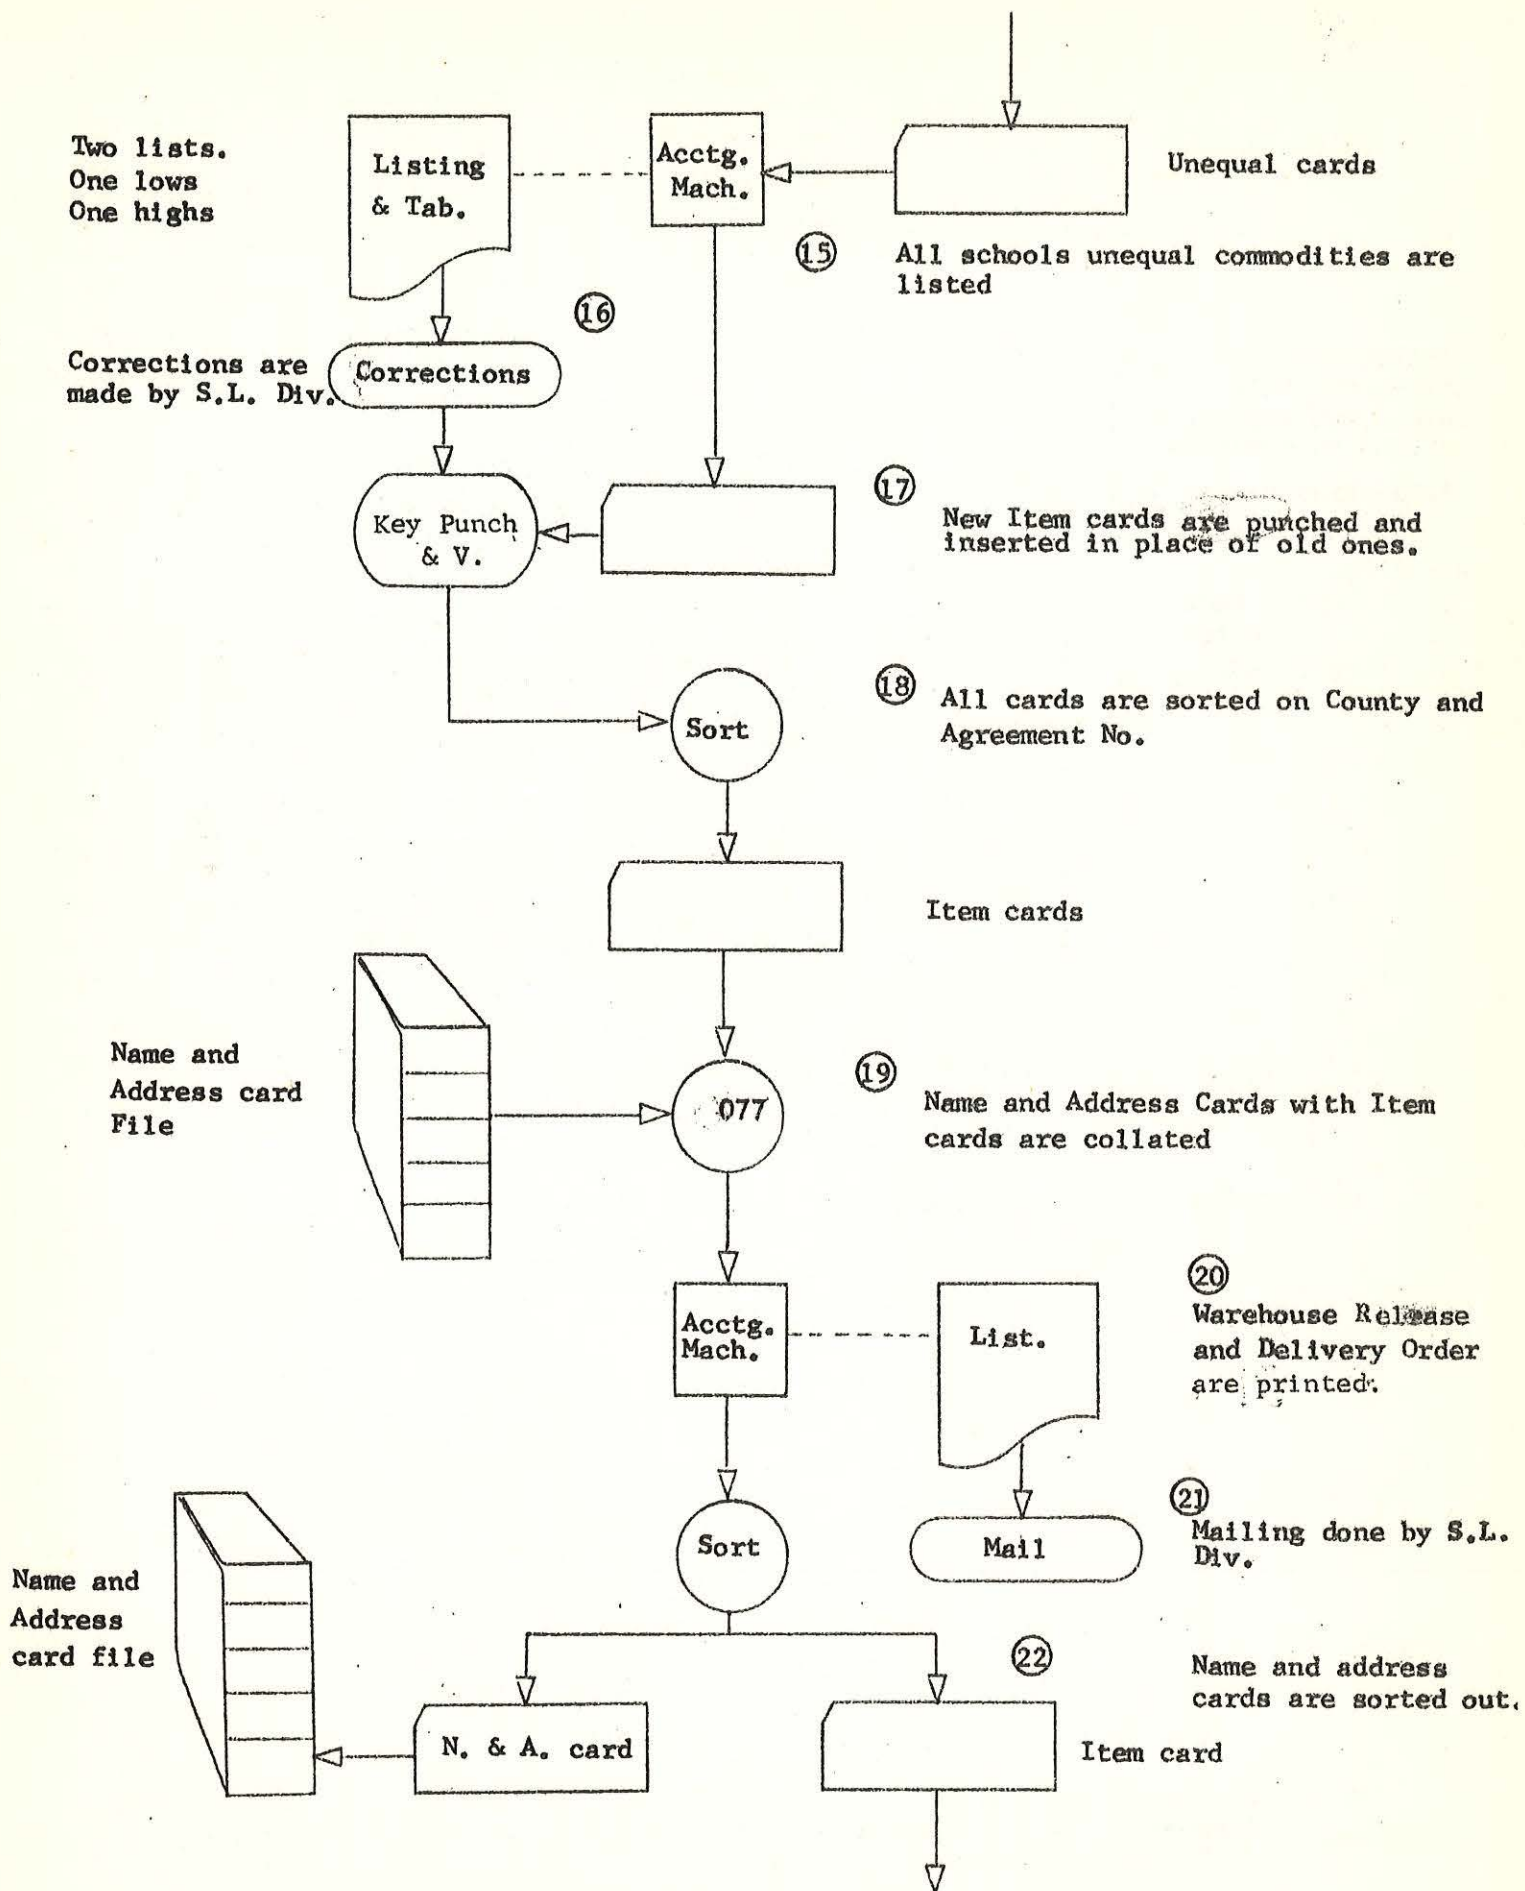 Two lists.
One lows
One highs
Listing
& Tab.
Acctg.
Mach.
Unequal cards
15
All schools unequal commodities are
listed
16
Corrections are
made by S.L. Div.
Corrections
Key Punch
& V.
17
New Item cards are punched and
inserted in place of old ones.
18
All cards are sorted on County and
Agreement No.
Sort
Item cards
Name and
Address card
File
077
19
Name and Address Cards with Item
cards are collated
Acctg.
Mach.
List.
20
Warehouse Release
and Delivery Order
are printed.
21
Mailing done by S.L.
Div.
Mail
Sort
Name and
Address
card file
22
Name and address
cards are sorted out.
N. & A. card
Item card